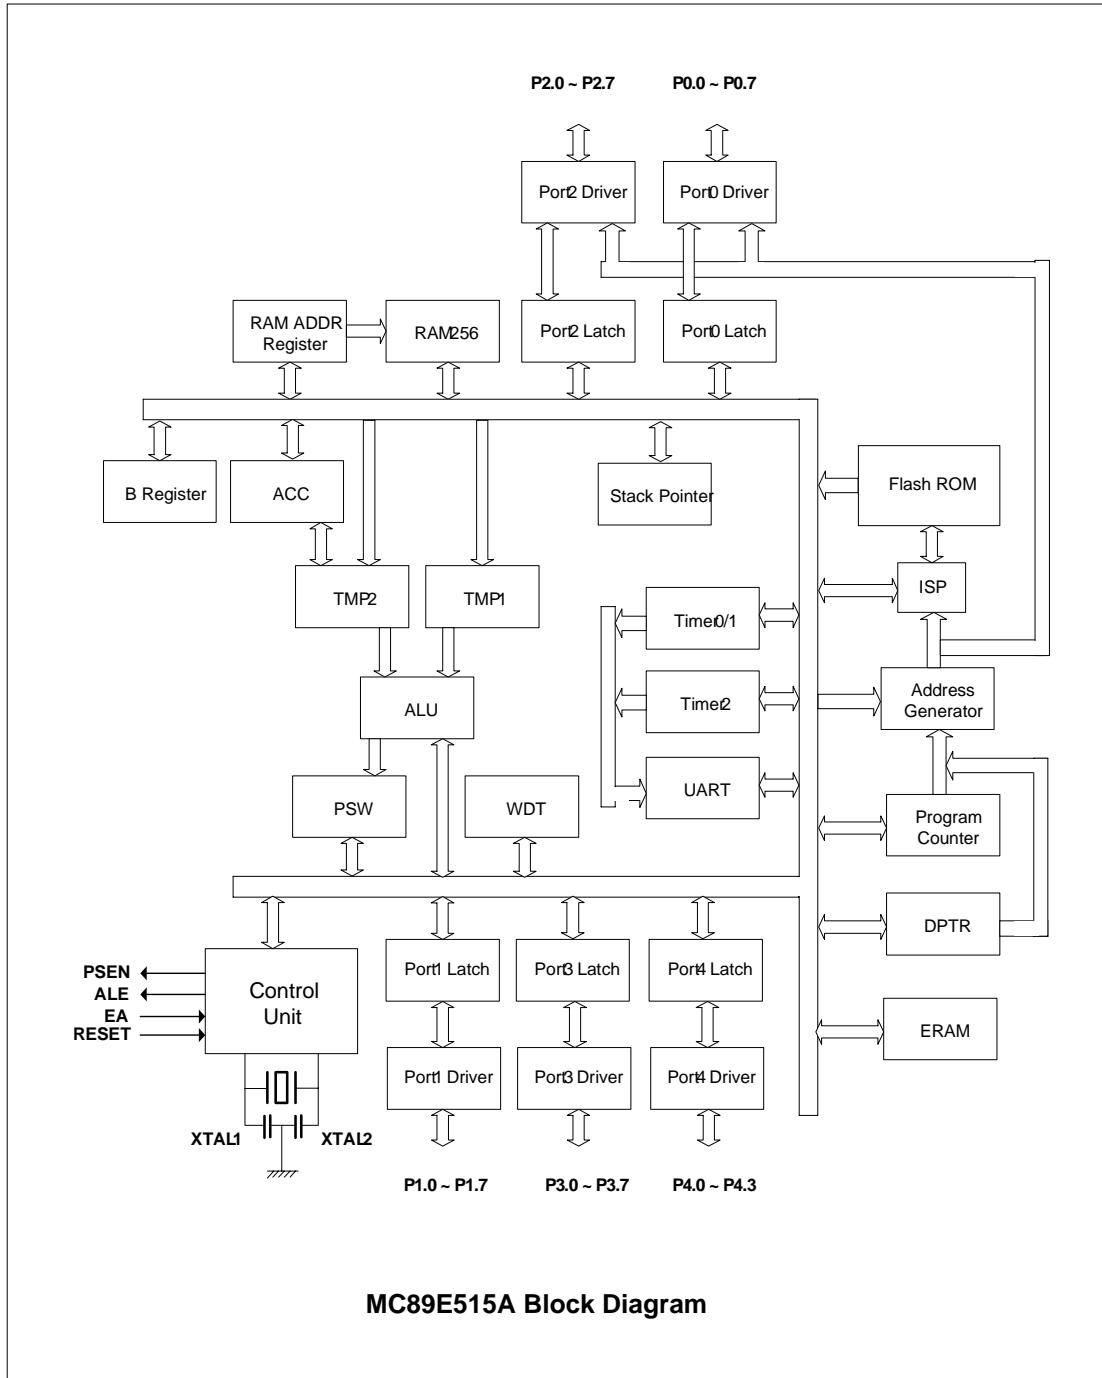 P2.0 ~ P2.7
P0.0 ~ P0.7
Port2 Driver
Port0 Driver
RAM ADDR
Register
RAM256
Port2 Latch
Port0 Latch
B Register
ACC
Stack Pointer
Flash ROM
TMP2
TMP1
ISP
Timer0/1
ALU
Timer2
Address
Generator
PSW
WDT
UART
Program
Counter
DPTR
Port1 Latch
Port3 Latch
Port4 Latch
PSEN
ALE
EA
RESET
Control
Unit
ERAM
Port1 Driver
Port3 Driver
Port4 Driver
XTAL1
XTAL2
P1.0 ~ P1.7
P3.0 ~ P3.7
P4.0 ~ P4.3
MC89E515A Block Diagram